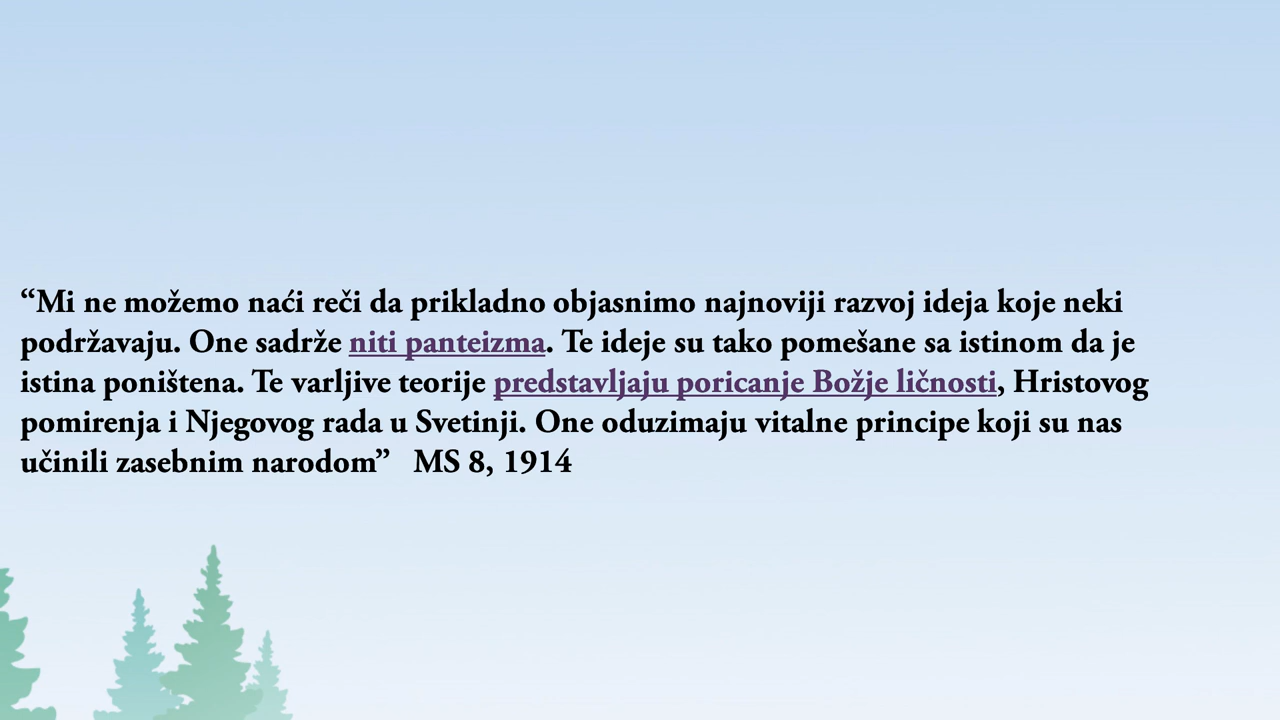 “Mi ne možemo naći reči da prikladno objasnimo najnoviji razvoj ideja koje neki
podržavaju. One sadrže niti panteizma. Te ideje su tako pomešane sa istinom da je
istina poništena. Te varljive teorije predstavljaju poricanje Božje ličnosti, Hristovog
pomirenja i Njegovog rada u Svetinji. One oduzimaju vitalne principe koji su nas
učinili zasebnim narodom” MS 8, 1914